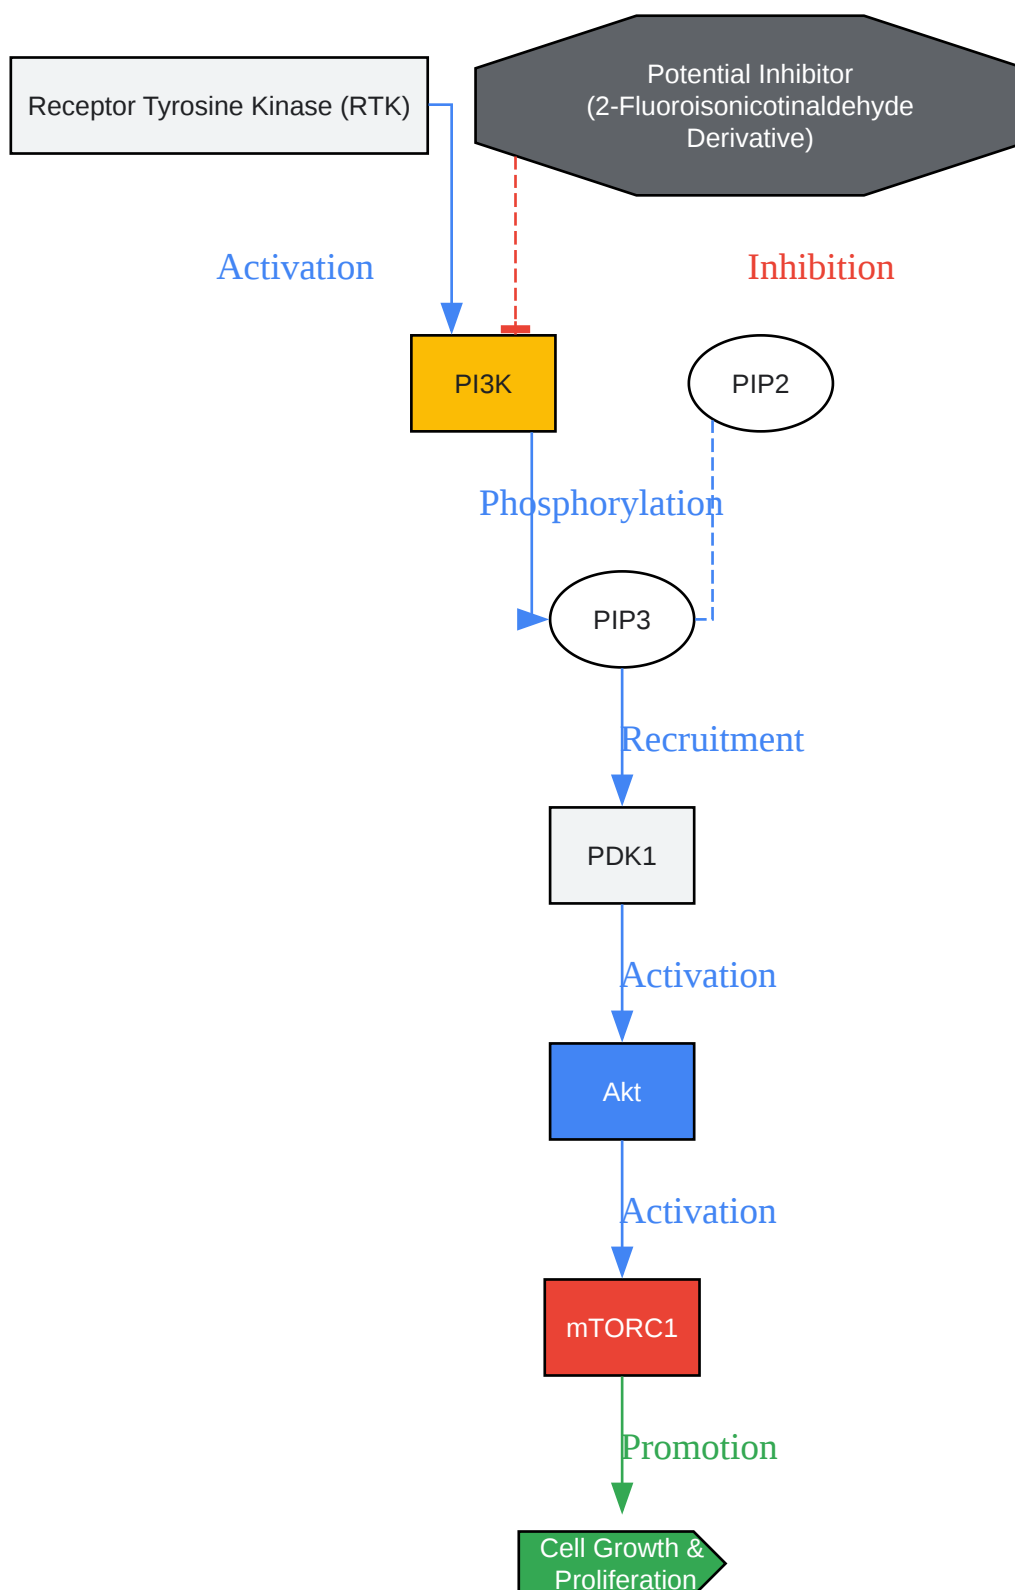 Receptor Tyrosine Kinase (RTK)
Potential Inhibitor
(2-Fluoroisonicotinaldehyde
Derivative)
Activation
Inhibition
PI3K
PIP2
Phosphorylation
PIP3
Recruitment
PDK1
Activation
Akt
Activation
mTORC1
Promotion
Cell Growth &
Proliferation